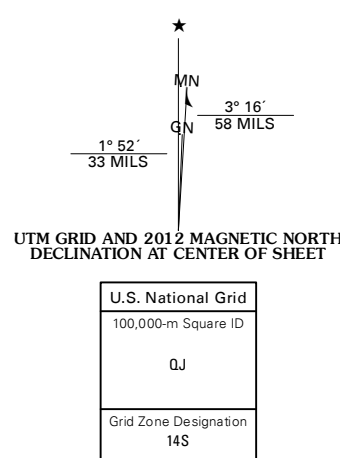 ★
MN
3° 16´
58 MILS
GN
1° 52´
33 MILS
UTM GRID AND 2012 MAGNETIC NORTH
DECLINATION AT CENTER OF SHEET
U.S. National Grid
100,000-m Square ID
QJ
Grid Zone Designation
14S